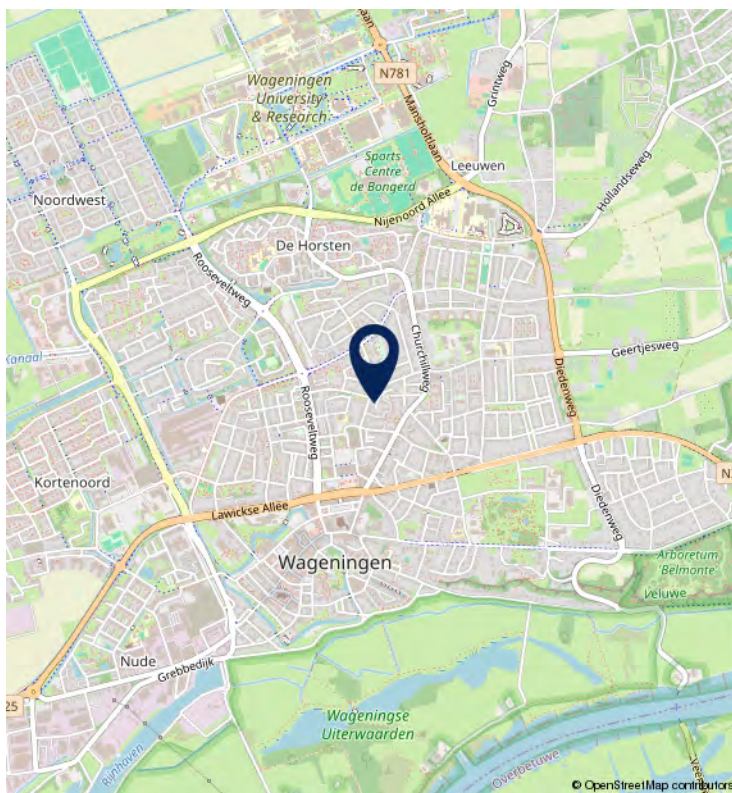 N781
Wageningen
University
& Research
Mansholtlaan
Grintweg
Sports
Centre
de Bongerd
Leeuwen
Hollandseweg
Noordwest
Nijenoord Allee
De Horsten
Rooseveltweg
Churchillweg
Kanaal
Geertjesweg
Diedenweg
Rooseveltweg
Kortenoord
Lawickse Allee
Diedenweg
Wageningen
Arboretum
Belmonte
Veluwe
Nude
Grebbedijk
25
Wageningse
Uiterwaarden
Rijnhaven
Overbetuwe
© OpenStreetMap contributors